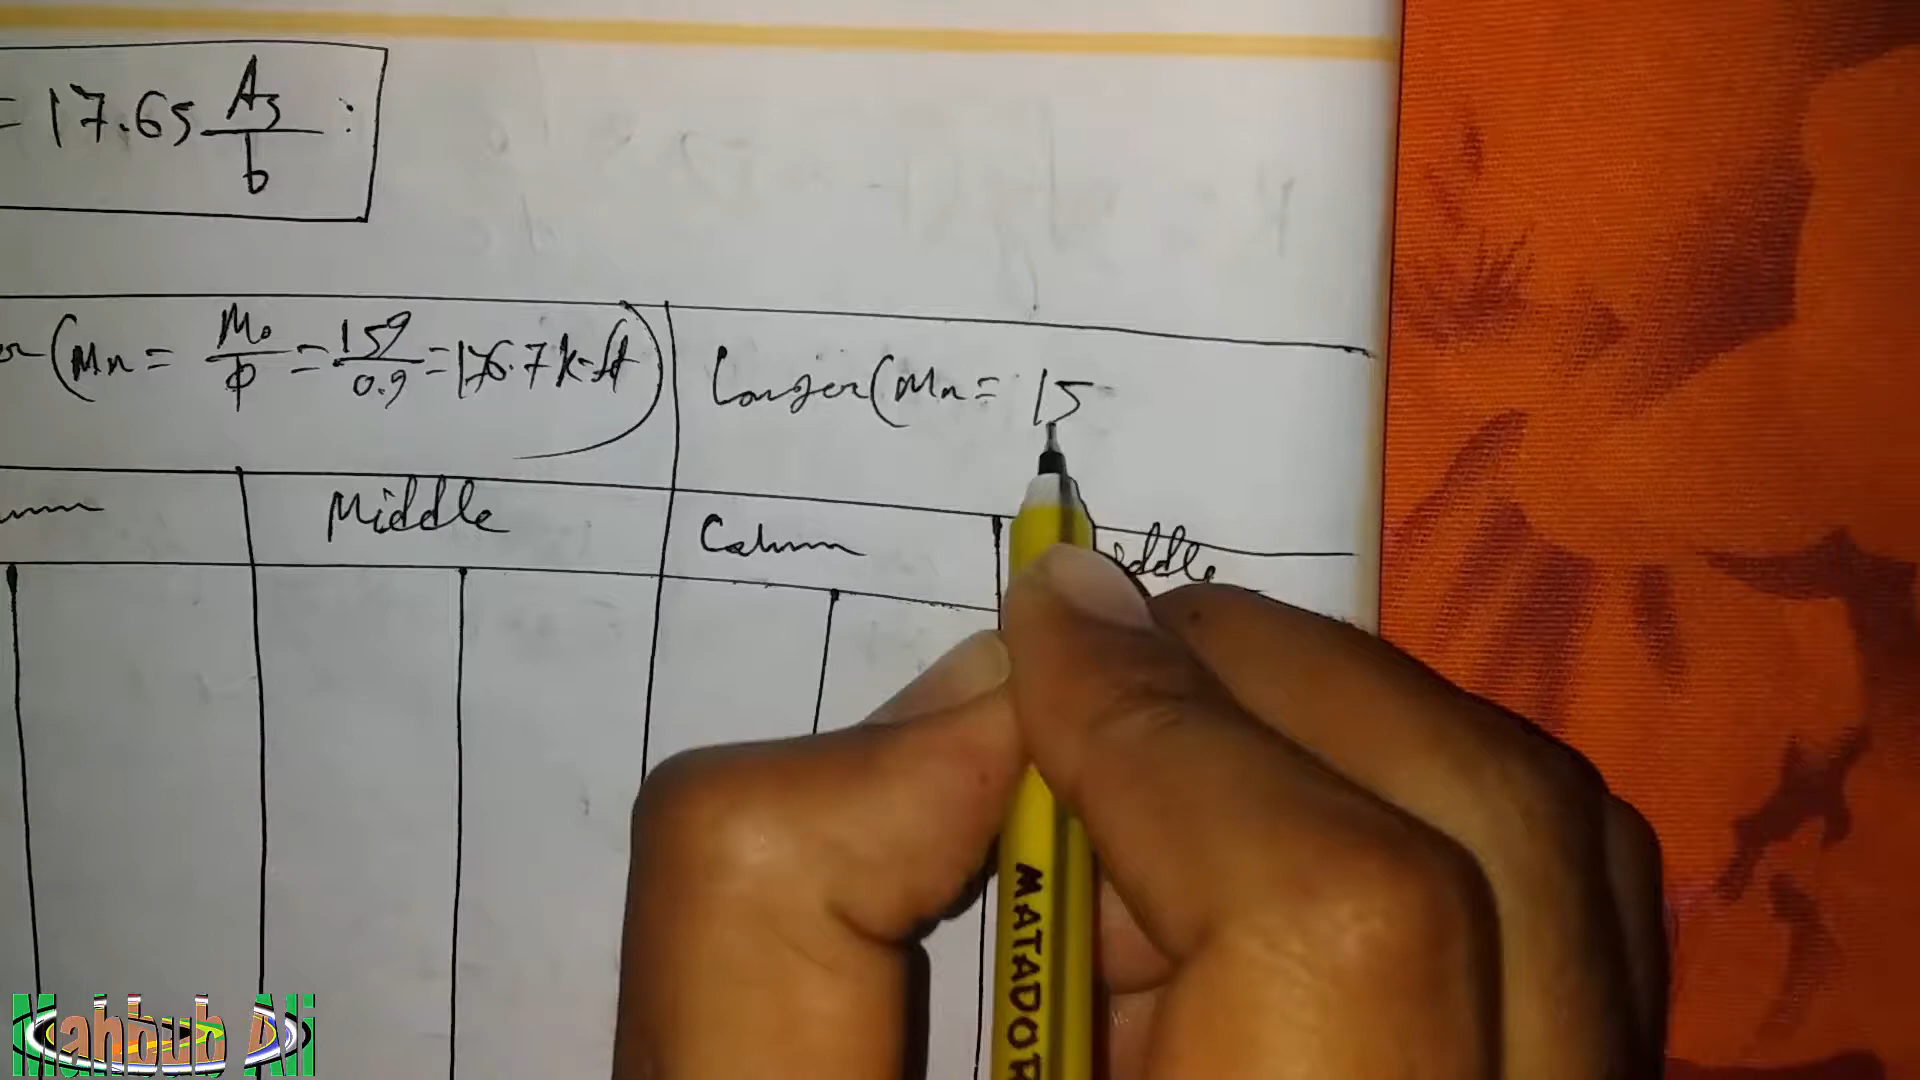 = 17.65 As/b :
(Mn = Mo/φ = 159/0.9 = 176.7 k-ft)
Longer (Mn = 15
Middle
Column
ddle
MATADOR
Mahbub Ali